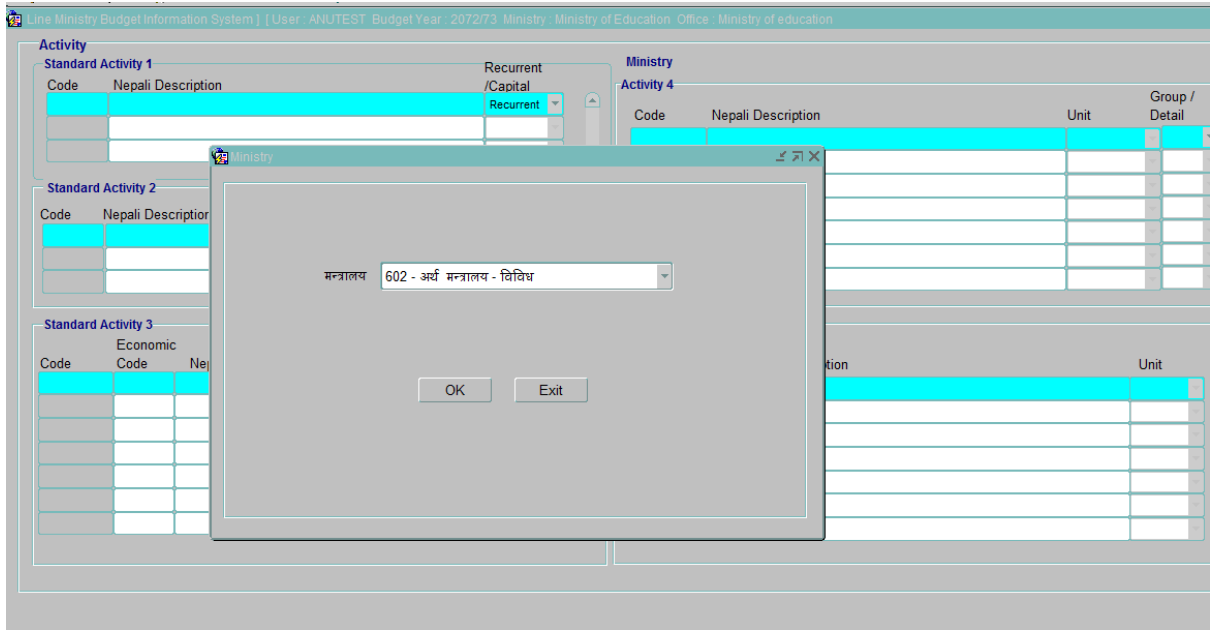 Line Ministry Budget Information System ] [ User : ANUTEST Budget Year : 2072/73 Ministry : Ministry of Education Office : Ministry of education
Activity
Standard Activity 1
Code Nepali Description Recurrent /Capital
Recurrent
Ministry
Activity 4
Code Nepali Description Unit Group / Detail
Standard Activity 2
Code Nepali Description
Standard Activity 3
Code Economic Code
Ministry
मन्त्रालय 602 - अर्थ मन्त्रालय - विविध
OK Exit
Unit